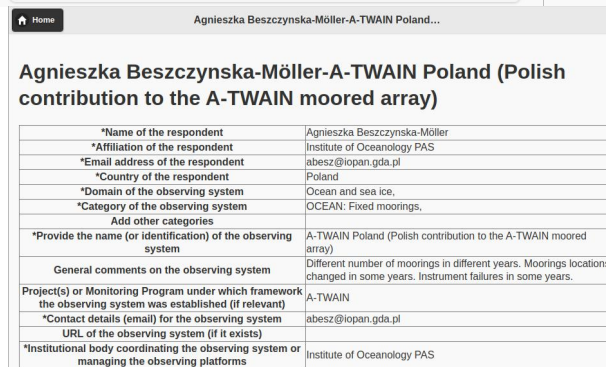 Home
Agnieszka Beszczynska-Möller-A-TWAIN Poland...
Agnieszka Beszczynska-Möller-A-TWAIN Poland (Polish
contribution to the A-TWAIN moored array)
*Name of the respondent Agnieszka Beszczynska-Möller
*Affiliation of the respondent Institute of Oceanology PAS
*Email address of the respondent abesz@iopan.gda.pl
*Country of the respondent Poland
*Domain of the observing system Ocean and sea ice,
*Category of the observing system OCEAN: Fixed moorings,
Add other categories
*Provide the name (or identification) of the observing
system
A-TWAIN Poland (Polish contribution to the A-TWAIN moored
array)
General comments on the observing system
Different number of moorings in different years. Moorings locations
changed in some years. Instrument failures in some years.
Project(s) or Monitoring Program under which framework
the observing system was established (if relevant)
A-TWAIN
*Contact details (email) for the observing system abesz@iopan.gda.pl
URL of the observing system (if it exists)
*Institutional body coordinating the observing system or
managing the observing platforms
Institute of Oceanology PAS